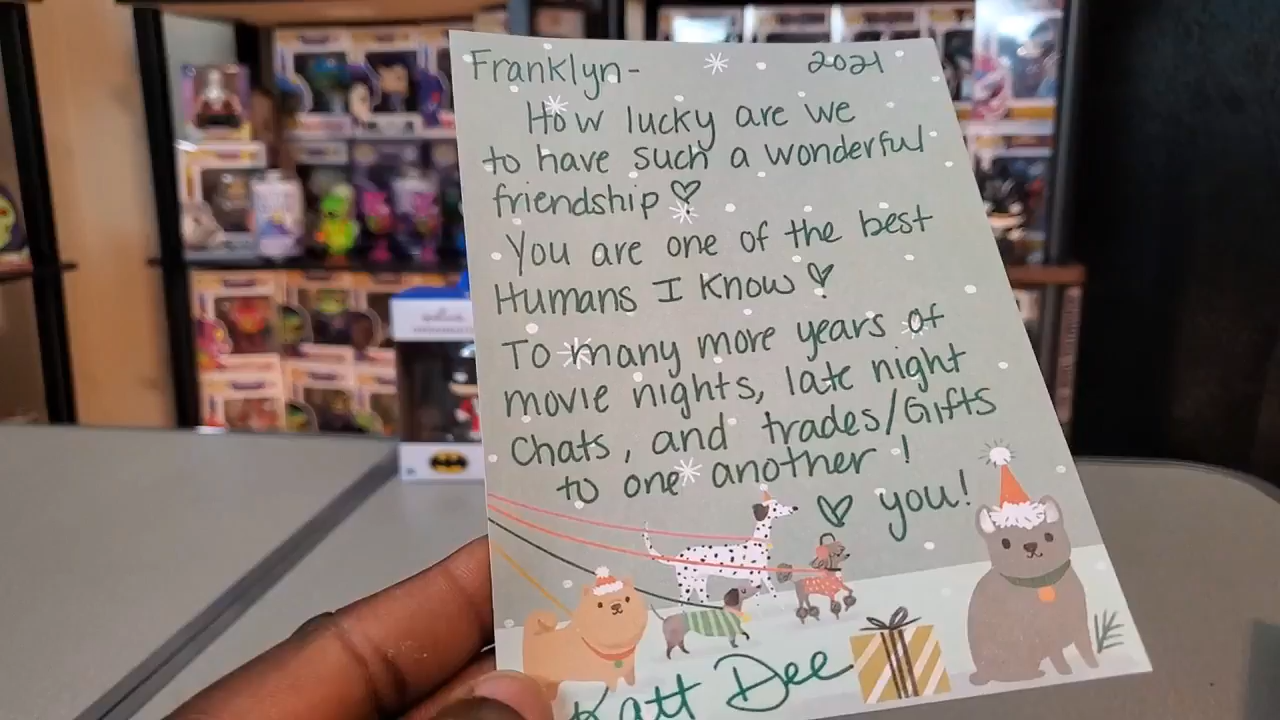 Franklyn- 2021
How lucky are we
to have such a wonderful
friendship ♡
You are one of the best
Humans I know ♡
To many more years of
movie nights, late night
chats, and trades/Gifts
to one another!
♡ you!
Katt Dee
Hallmark